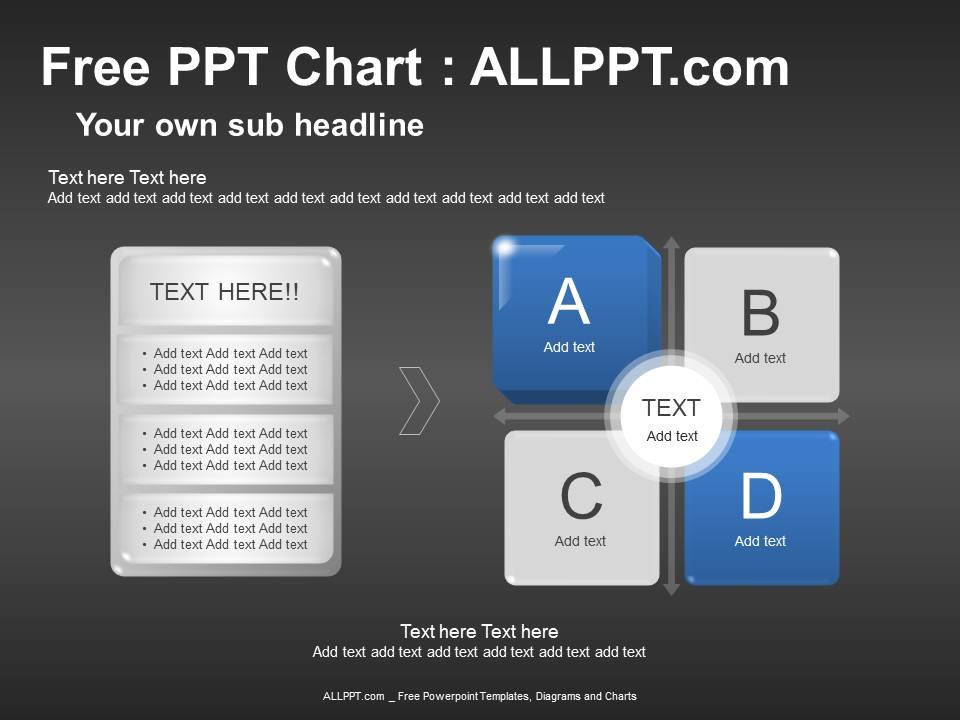 Free PPT Chart : ALLPPT.com
Your own sub headline
Text here Text here
Add text add text add text add text add text add text add text add text add text add text
TEXT HERE!!
• Add text Add text Add text
• Add text Add text Add text
• Add text Add text Add text
• Add text Add text Add text
• Add text Add text Add text
• Add text Add text Add text
• Add text Add text Add text
• Add text Add text Add text
• Add text Add text Add text
A
Add text
B
Add text
TEXT
Add text
C
Add text
D
Add text
Text here Text here
Add text add text add text add text add text add text
ALLPPT.com _ Free Powerpoint Templates, Diagrams and Charts